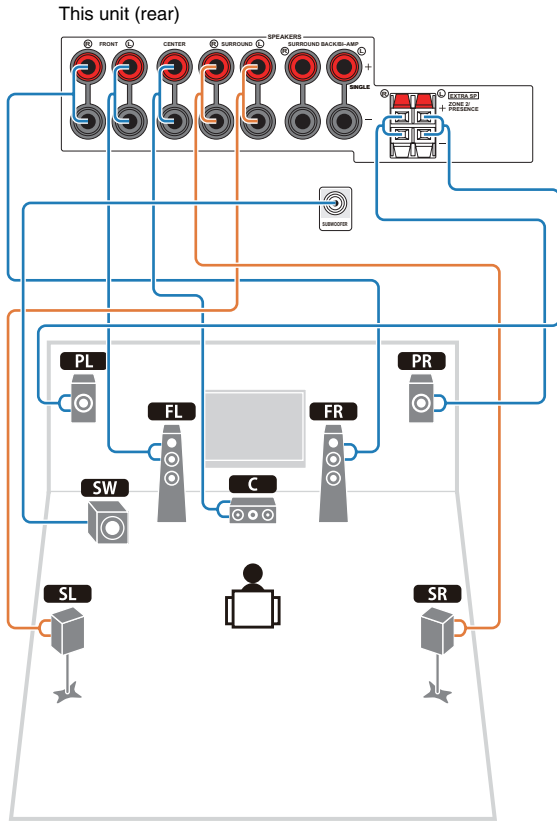 This unit (rear)
SPEAKERS
R FRONT L
CENTER
R SURROUND L
SURROUND BACK/BI-AMP
R L
+
SINGLE
–
R L EXTRA SP
ZONE 2/
PRESENCE
+
–
SUBWOOFER
PL
PR
FL
FR
SW
C
SL
SR